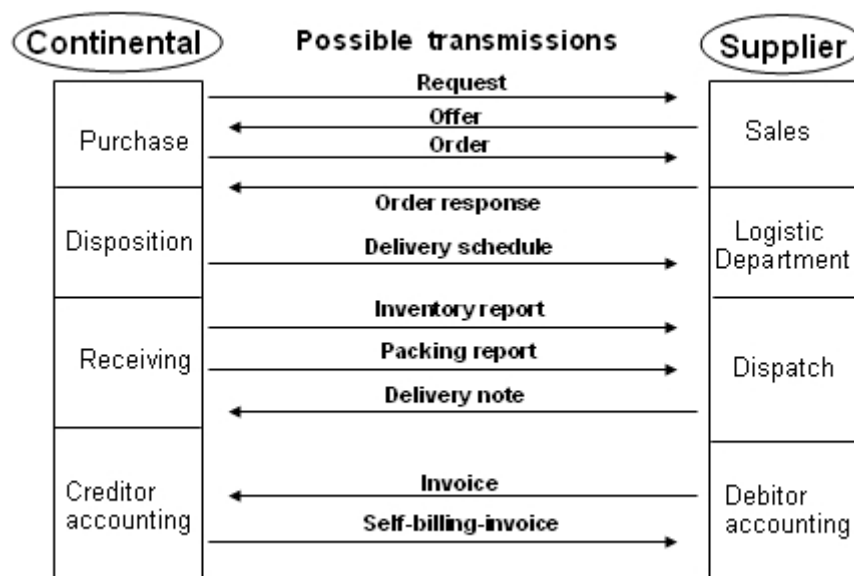 Continental
Possible transmissions
Supplier
Request
Offer
Purchase
Order
Sales
Order response
Disposition
Delivery schedule
Logistic
Department
Inventory report
Receiving
Packing report
Dispatch
Delivery note
Creditor
accounting
Invoice
Self-billing-invoice
Debitor
accounting